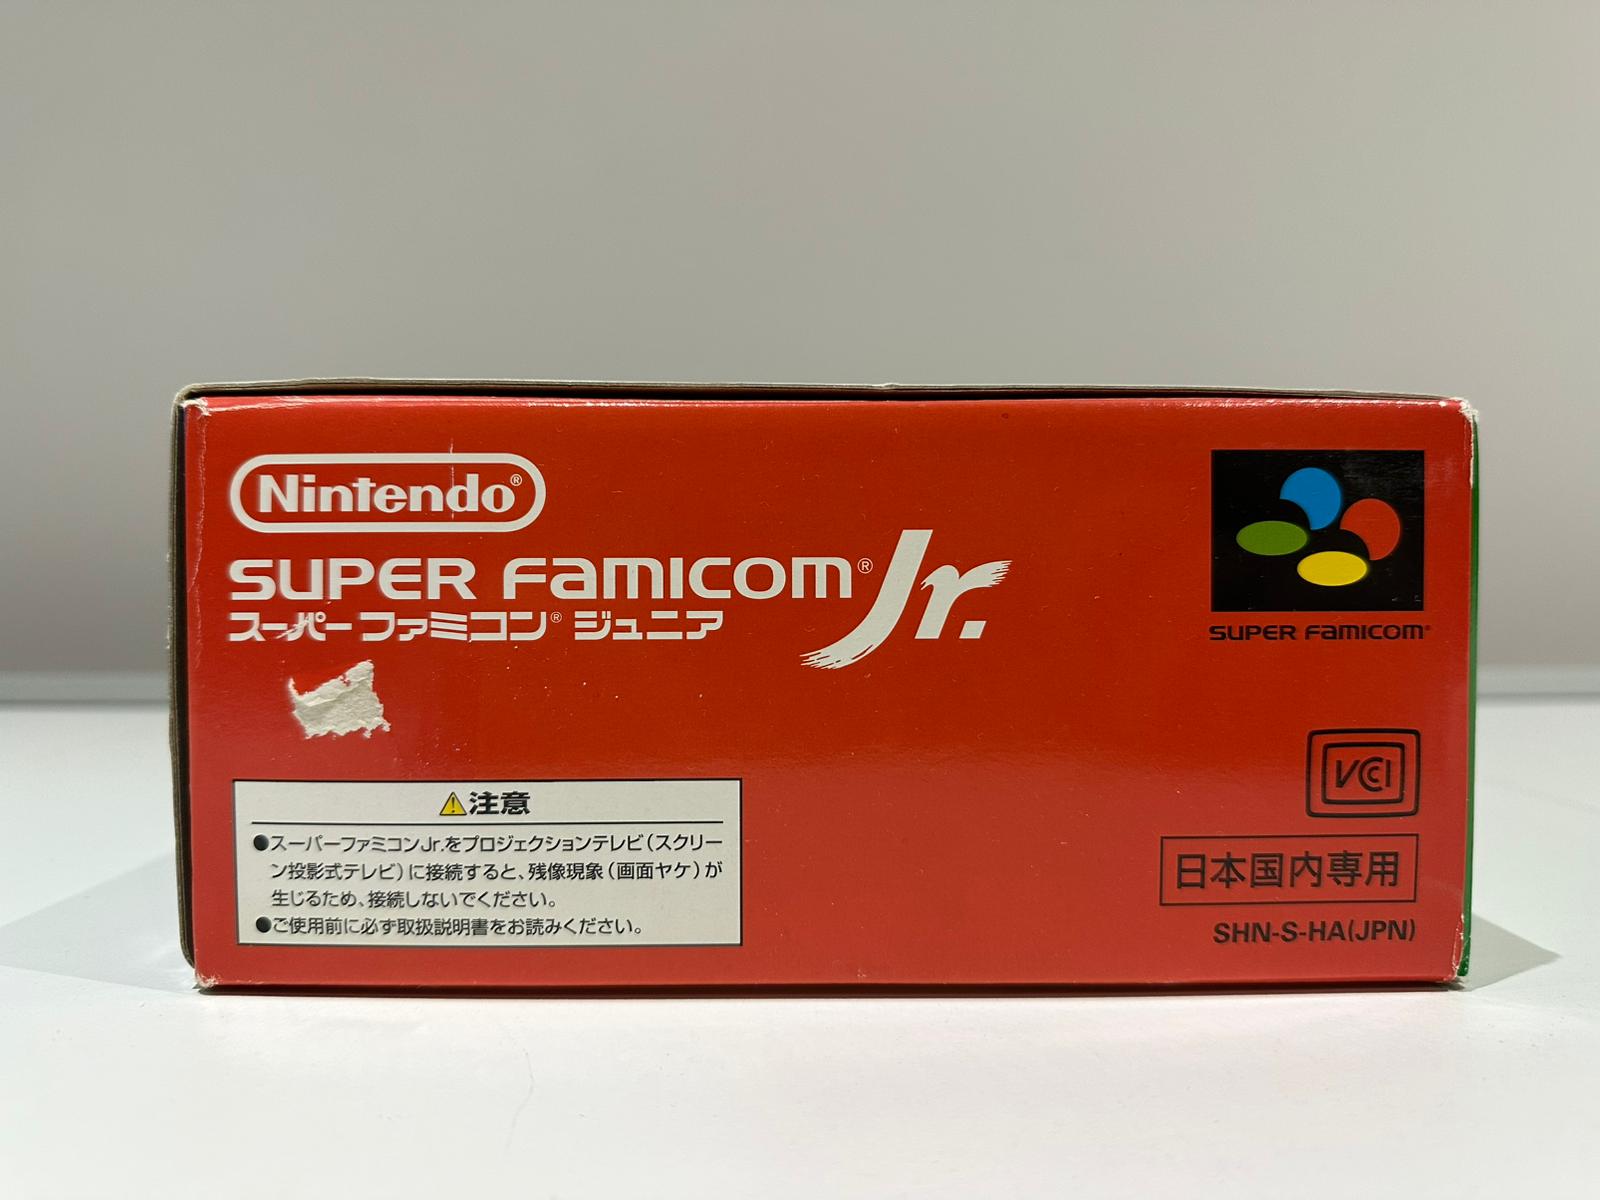 Nintendo®
SUPER FAMICOM® Jr.
スーパーファミコン® ジュニア
SUPER FAMICOM®
VCCI
⚠注意
●スーパーファミコンJr.をプロジェクションテレビ(スクリー
ン投影式テレビ)に接続すると、残像現象(画面ヤケ)が
生じるため、接続しないでください。
●ご使用前に必ず取扱説明書をお読みください。
日本国内専用
SHN-S-HA(JPN)